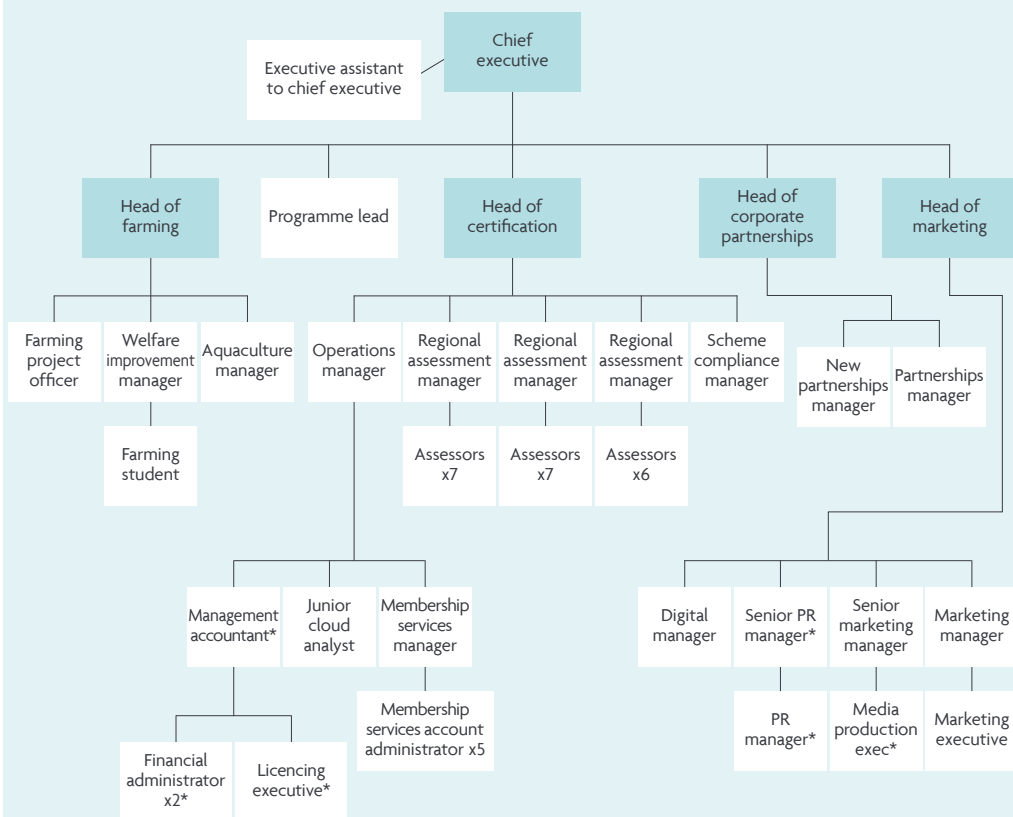 Chief
executive
Executive assistant
to chief executive
Head of
farming
Programme lead
Head of
certification
Head of
corporate
partnerships
Head of
marketing
Farming
project
officer
Welfare
improvement
manager
Aquaculture
manager
Operations
manager
Regional
assessment
manager
Regional
assessment
manager
Regional
assessment
manager
Scheme
compliance
manager
New
partnerships
manager
Partnerships
manager
Farming
student
Assessors
x7
Assessors
x7
Assessors
x6
Management
accountant*
Junior
cloud
analyst
Membership
services
manager
Digital
manager
Senior PR
manager*
Senior
marketing
manager
Marketing
manager
Financial
administrator
x2*
Licencing
executive*
Membership
services account
administrator x5
PR
manager*
Media
production
exec*
Marketing
executive